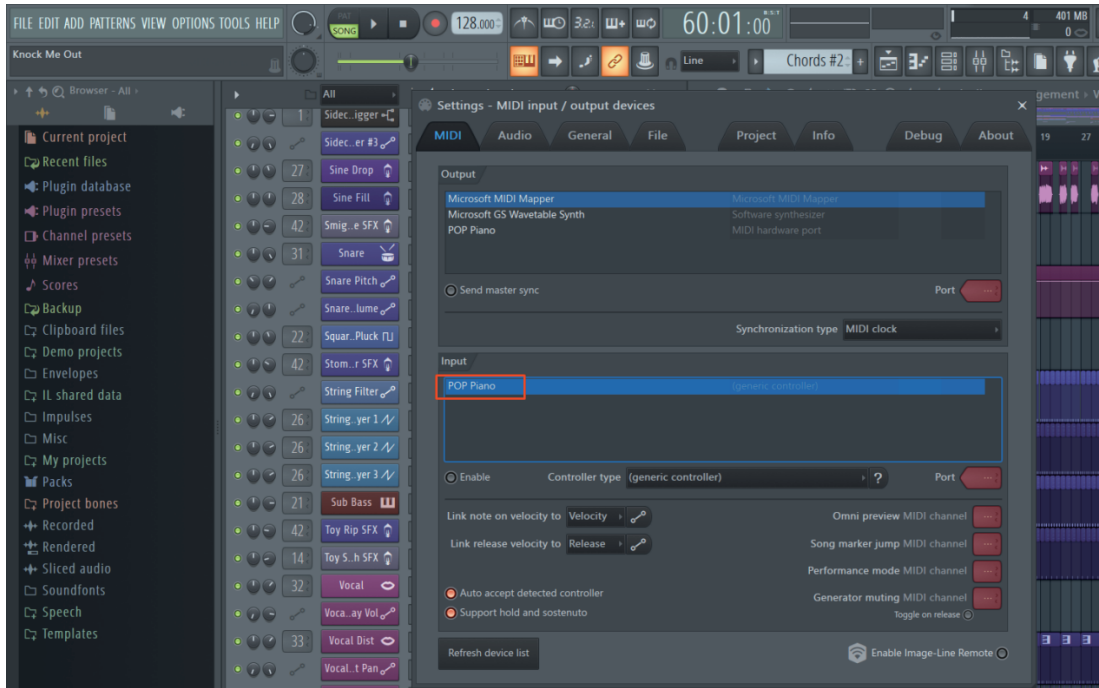 FILE EDIT ADD PATTERNS VIEW OPTIONS TOOLS HELP
PAT
SONG
128.000
3.2.
60:01:00
B:S:T
4
401 MB
0
Knock Me Out
Line
Chords #2
Browser - All
All
Current project
Recent files
Plugin database
Plugin presets
Channel presets
Mixer presets
Scores
Backup
Clipboard files
Demo projects
Envelopes
IL shared data
Impulses
Misc
My projects
Packs
Project bones
Recorded
Rendered
Sliced audio
Soundfonts
Speech
Templates
1 Sidec..igger
Sidec..er #3
27 Sine Drop
28 Sine Fill
42 Smig..e SFX
31 Snare
Snare Pitch
Snare..lume
22 Squar..Pluck
42 Stom..r SFX
String Filter
26 String..yer 1
26 String..yer 2
26 String..yer 3
21 Sub Bass
42 Toy Rip SFX
14 Toy S..h SFX
32 Vocal
Voca..ay Vol
33 Vocal Dist
Vocal..t Pan
Settings - MIDI input / output devices
MIDI Audio General File Project Info Debug About
Output
Microsoft MIDI Mapper Microsoft MIDI Mapper
Microsoft GS Wavetable Synth Software synthesizer
POP Piano MIDI hardware port
Send master sync
Port
Synchronization type MIDI clock
Input
POP Piano (generic controller)
Enable
Controller type (generic controller) ?
Port
Link note on velocity to Velocity
Link release velocity to Release
Omni preview MIDI channel
Song marker jump MIDI channel
Performance mode MIDI channel
Generator muting MIDI channel
Toggle on release
Auto accept detected controller
Support hold and sostenuto
Refresh device list
Enable Image-Line Remote
ngement
19 27